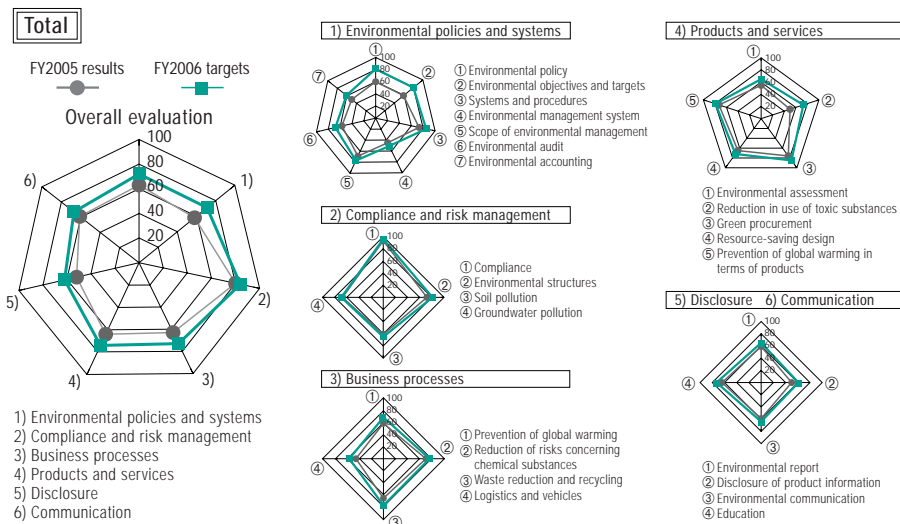 Total
FY2005 results
FY2006 targets
Overall evaluation
100
80
60
40
20
1)
2)
3)
4)
5)
6)
1) Environmental policies and systems
2) Compliance and risk management
3) Business processes
4) Products and services
5) Disclosure
6) Communication
1) Environmental policies and systems
①
100
80
60
40
20
②
③
④
⑤
⑥
⑦
① Environmental policy
② Environmental objectives and targets
③ Systems and procedures
④ Environmental management system
⑤ Scope of environmental management
⑥ Environmental audit
⑦ Environmental accounting
2) Compliance and risk management
①
100
80
60
40
20
②
③
④
① Compliance
② Environmental structures
③ Soil pollution
④ Groundwater pollution
3) Business processes
①
100
80
60
40
20
②
③
④
① Prevention of global warming
② Reduction of risks concerning
chemical substances
③ Waste reduction and recycling
④ Logistics and vehicles
4) Products and services
①
100
80
60
40
20
②
③
④
⑤
① Environmental assessment
② Reduction in use of toxic substances
③ Green procurement
④ Resource-saving design
⑤ Prevention of global warming in
terms of products
5) Disclosure 6) Communication
①
100
80
60
40
20
②
③
④
① Environmental report
② Disclosure of product information
③ Environmental communication
④ Education